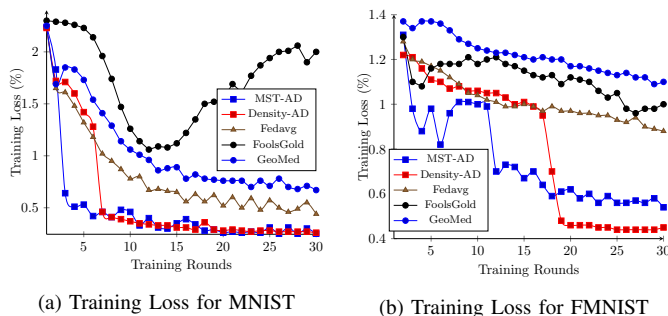 2
1.5
1
0.5
Training Loss (%)
MST-AD
Density-AD
Fedavg
FoolsGold
GeoMed
5 10 15 20 25 30
Training Rounds
(a) Training Loss for MNIST
1.4
1.2
1
0.8
0.6
0.4
Training Loss (%)
MST-AD
Density-AD
Fedavg
FoolsGold
GeoMed
5 10 15 20 25 30
Training Rounds
(b) Training Loss for FMNIST